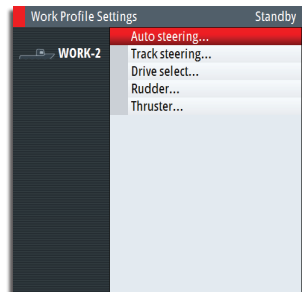 Work Profile Settings Standby
WORK-2
Auto steering...
Track steering...
Drive select...
Rudder...
Thruster...